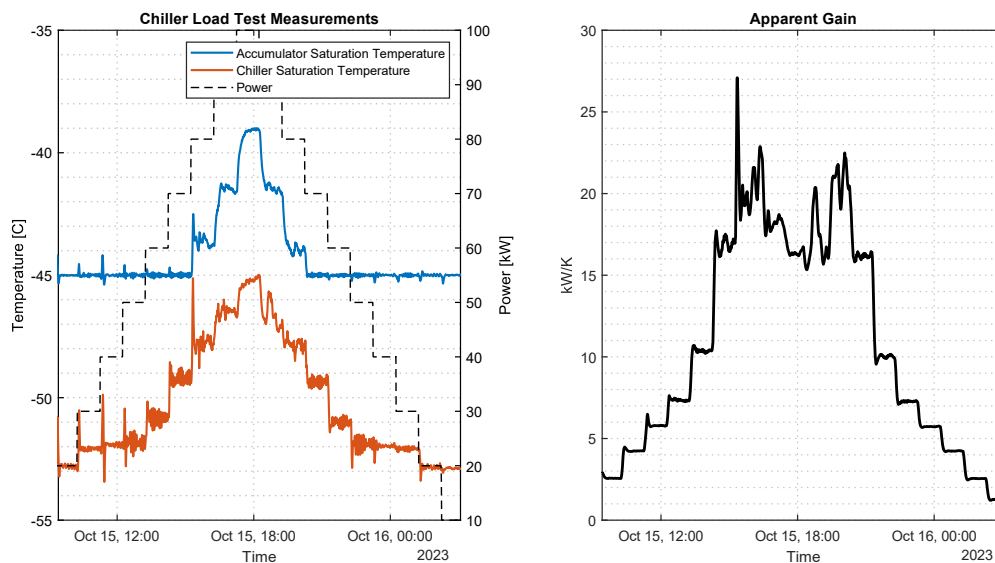 Chiller Load Test Measurements
-35
-40
-45
-50
-55
Temperature [C]
Accumulator Saturation Temperature
Chiller Saturation Temperature
Power
100
90
80
70
60
50
40
30
20
10
Power [kW]
Oct 15, 12:00
Oct 15, 18:00
Oct 16, 00:00
Time
2023
Apparent Gain
30
25
20
15
10
5
0
kW/K
Oct 15, 12:00
Oct 15, 18:00
Oct 16, 00:00
Time
2023